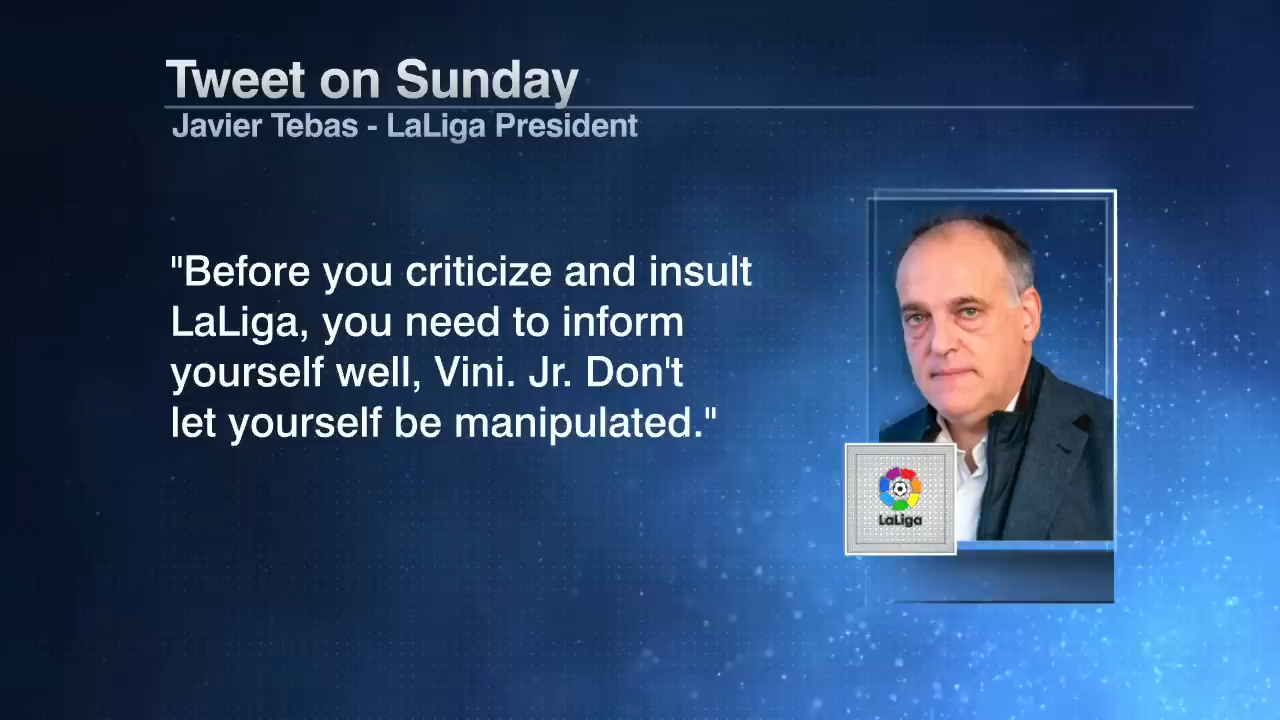 Tweet on Sunday
Javier Tebas - LaLiga President
"Before you criticize and insult
LaLiga, you need to inform
yourself well, Vini. Jr. Don't
let yourself be manipulated."
LaLiga